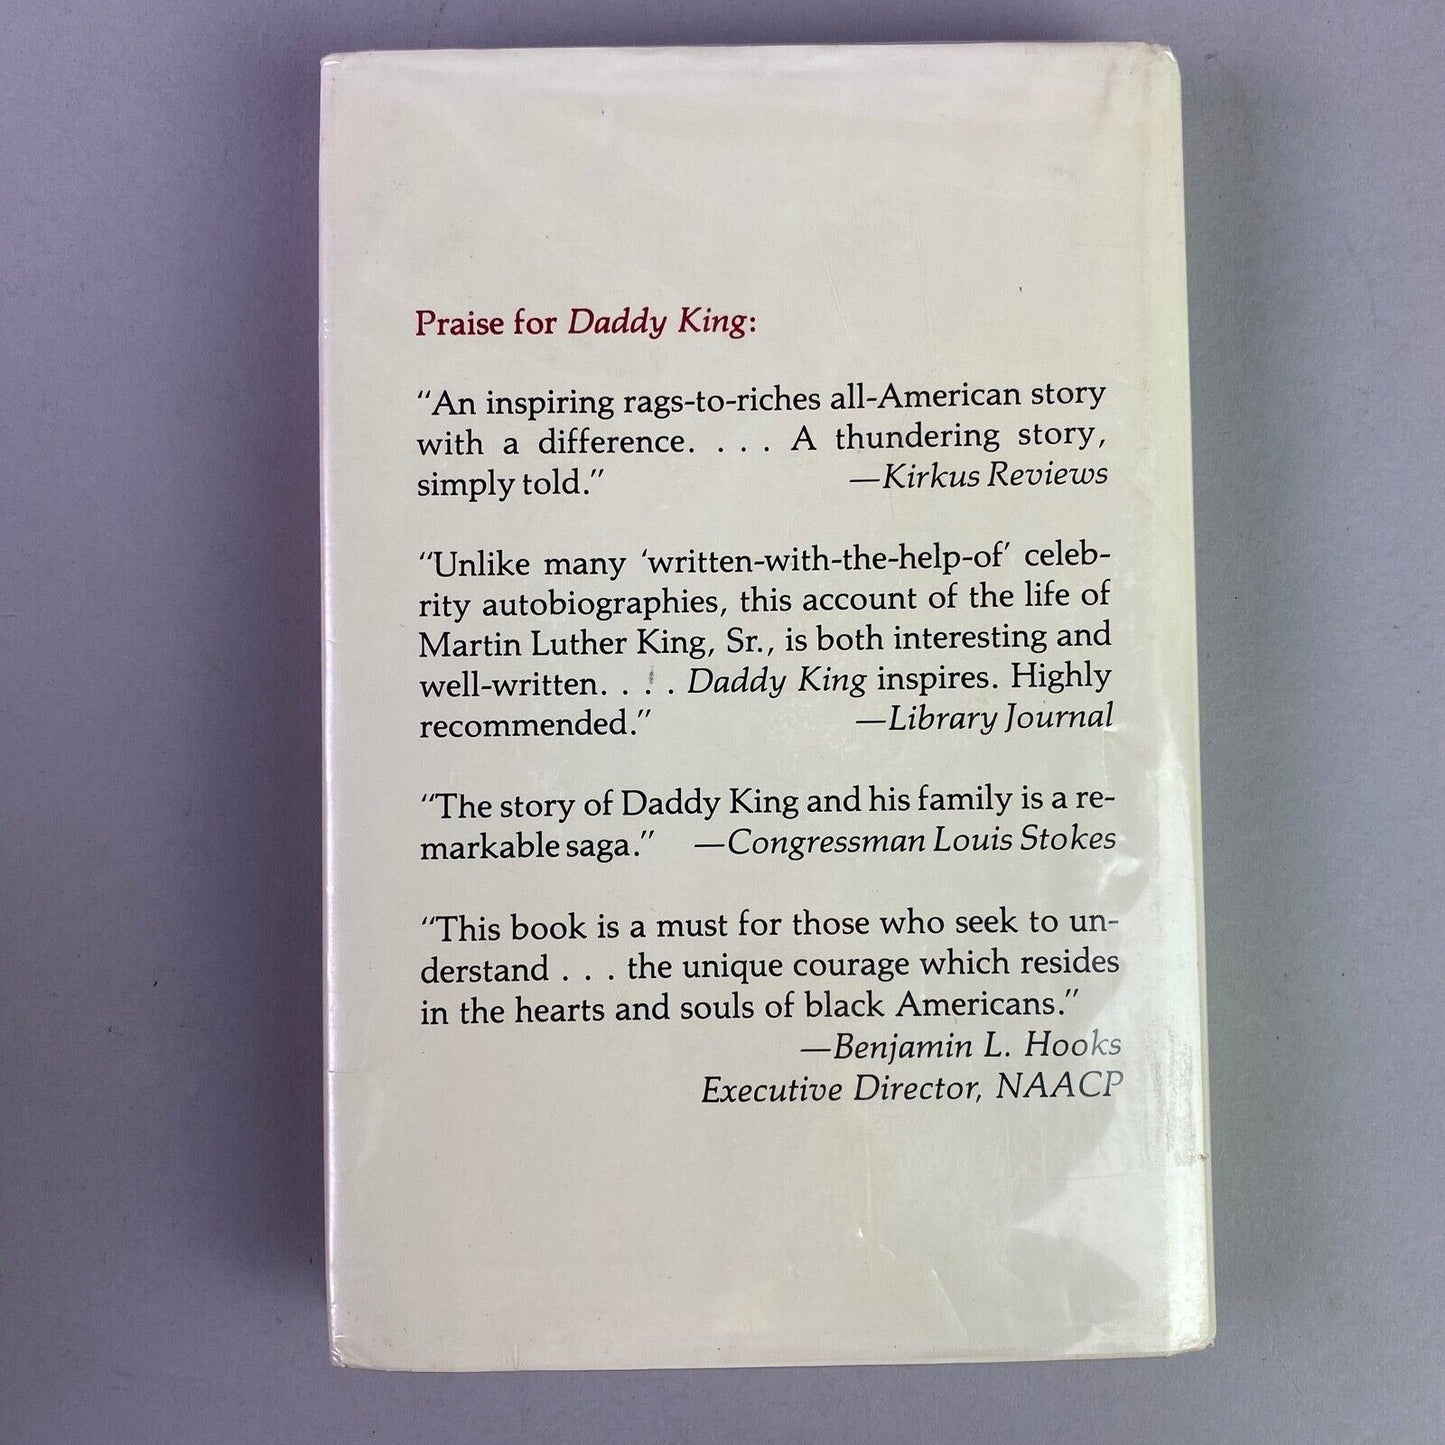 Praise for Daddy King:
“An inspiring rags-to-riches all-American story
with a difference. . . . A thundering story,
simply told.” —Kirkus Reviews
“Unlike many ‘written-with-the-help-of’ celeb-
rity autobiographies, this account of the life of
Martin Luther King, Sr., is both interesting and
well-written. . . . Daddy King inspires. Highly
recommended.” —Library Journal
“The story of Daddy King and his family is a re-
markable saga.” —Congressman Louis Stokes
“This book is a must for those who seek to un-
derstand . . . the unique courage which resides
in the hearts and souls of black Americans.”
—Benjamin L. Hooks
Executive Director, NAACP